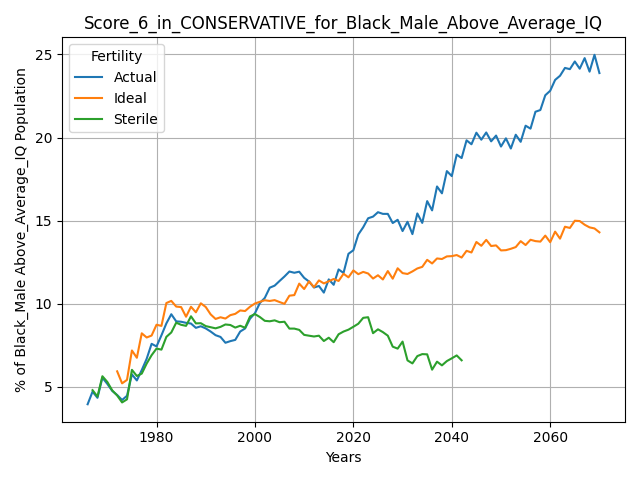 Score_6_in_CONSERVATIVE_for_Black_Male_Above_Average_IQ
Fertility
Actual
Ideal
Sterile
% of Black_Male Above_Average_IQ Population
25
20
15
10
5
1980 2000 2020 2040 2060
Years